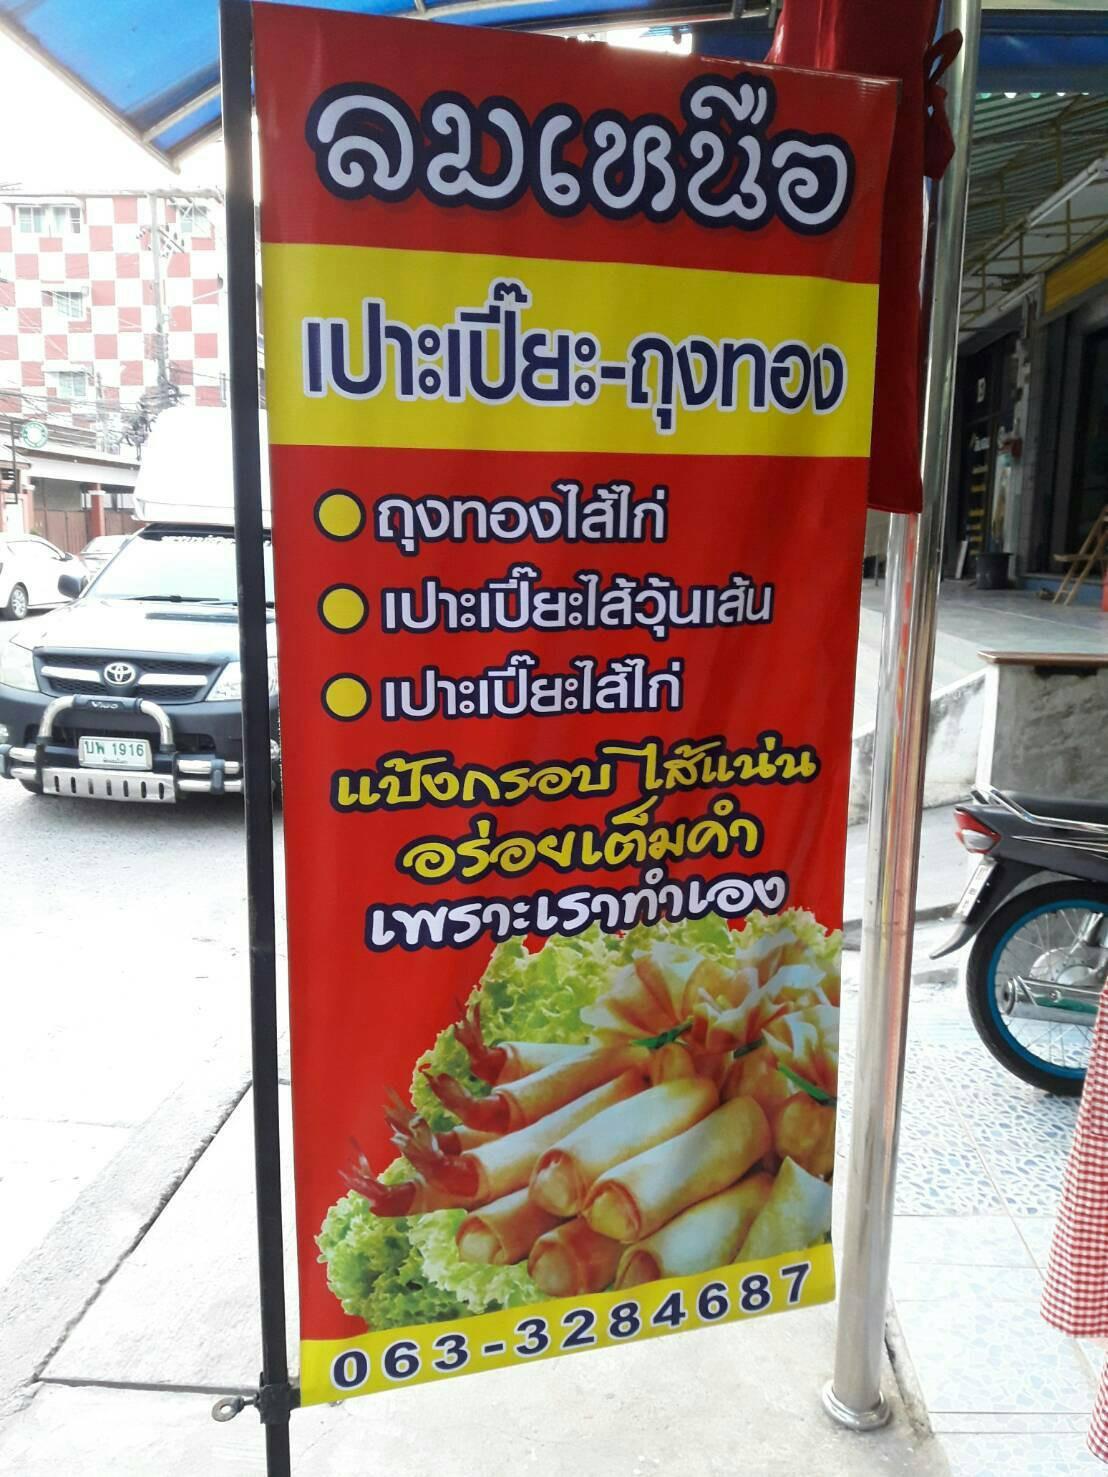 ลมเหนือ
เปาะเปี๊ยะ-ถุงทอง
ถุงทองไส้ไก่
เปาะเปี๊ยะไส้วุ้นเส้น
เปาะเปี๊ยะไส้ไก่
แป้งกรอบ ไส้แน่น
อร่อยเต็มคำ
เพราะเราทำเอง
063-3284687
VIGO
บพ 1916